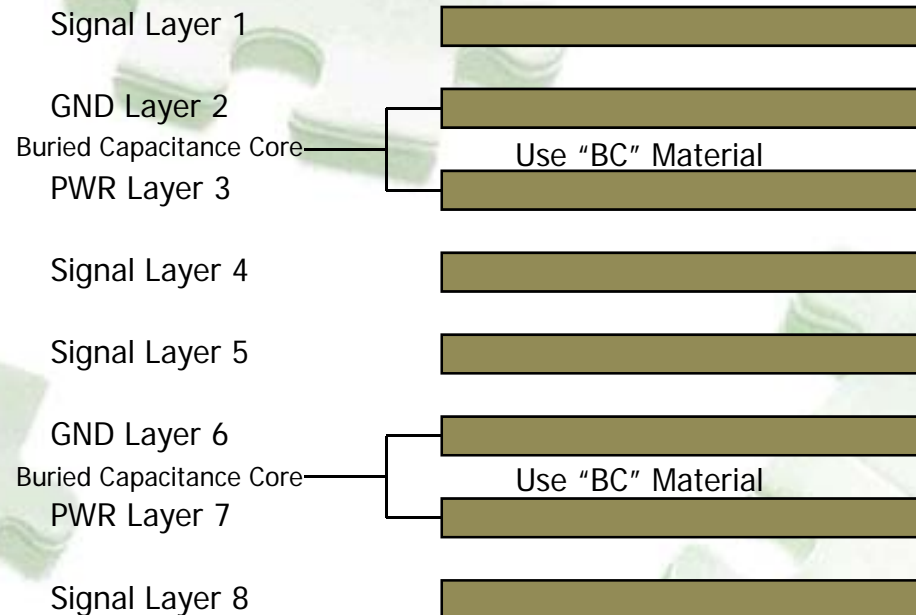 Signal Layer 1
GND Layer 2
Buried Capacitance Core
Use “BC” Material
PWR Layer 3
Signal Layer 4
Signal Layer 5
GND Layer 6
Buried Capacitance Core
Use “BC” Material
PWR Layer 7
Signal Layer 8